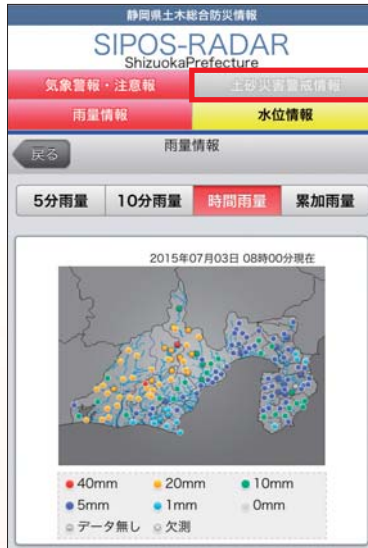 静岡県土木総合防災情報
SIPOS-RADAR
ShizuokaPrefecture
気象警報・注意報
土砂災害警戒情報
雨量情報
水位情報
戻る
雨量情報
5分雨量
10分雨量
時間雨量
累加雨量
2015年07月03日 08時00分現在
40mm
20mm
10mm
5mm
1mm
0mm
データ無し
欠測